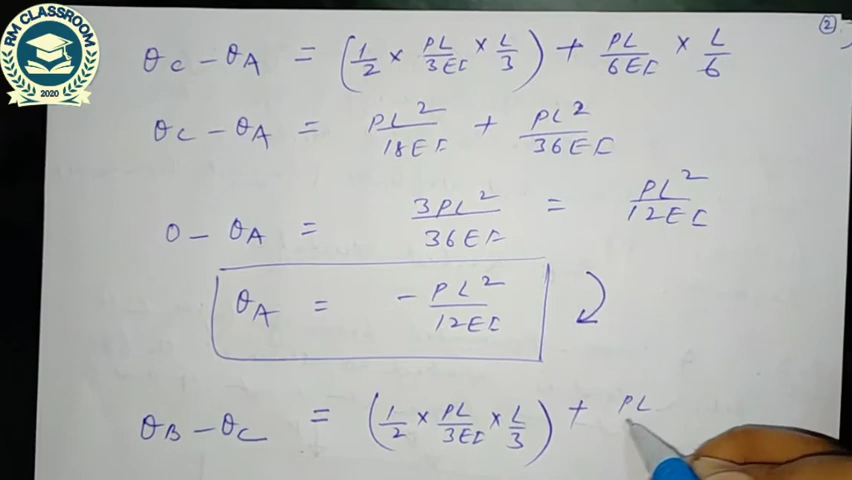 RM CLASSROOM
2020
②
θC - θA = (1/2 × PL/3EI × L/3) + PL/6EI × L/6
θC - θA = PL²/18EI + PL²/36EI
0 - θA = 3PL²/36EI = PL²/12EI
θA = - PL²/12EI
θB - θC = (1/2 × PL/3EI × L/3) + PL